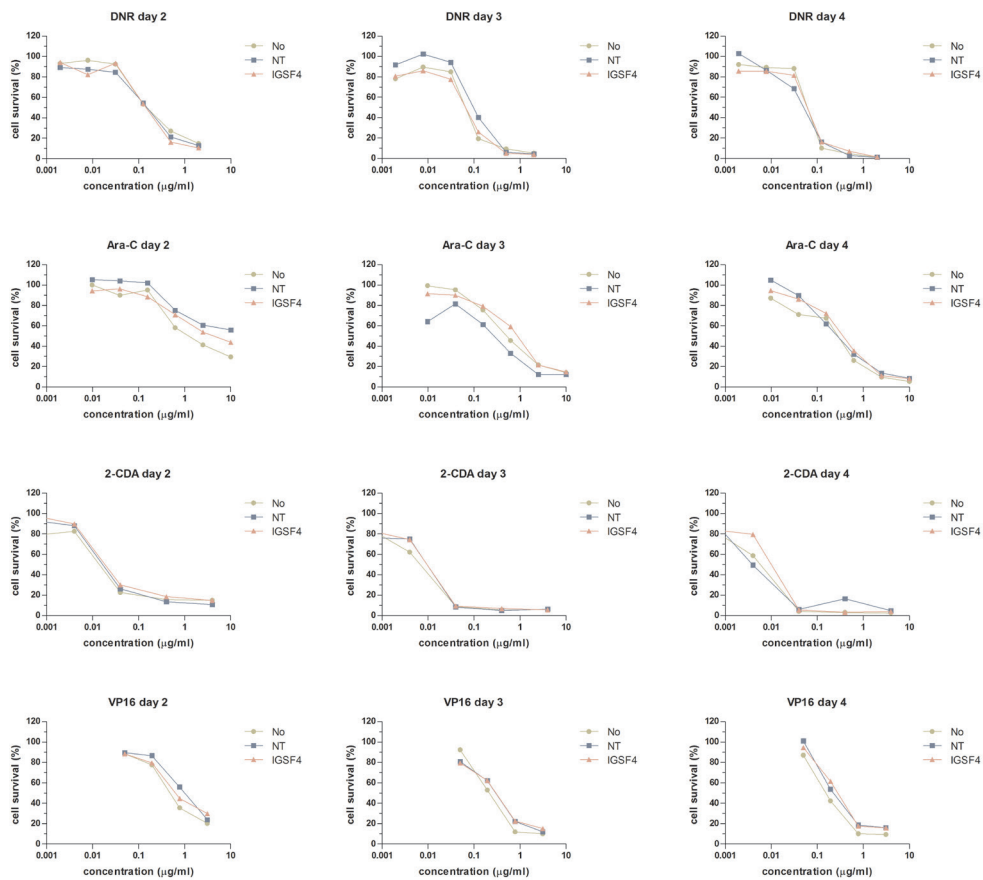 DNR day 2
cell survival (%)
120
100
80
60
40
20
0
0.001 0.01 0.1 1 10
concentration (μg/ml)
No
NT
IGSF4
DNR day 3
cell survival (%)
120
100
80
60
40
20
0
0.001 0.01 0.1 1 10
concentration (μg/ml)
No
NT
IGSF4
DNR day 4
cell survival (%)
120
100
80
60
40
20
0
0.001 0.01 0.1 1 10
concentration (μg/ml)
No
NT
IGSF4
Ara-C day 2
cell survival (%)
120
100
80
60
40
20
0
0.001 0.01 0.1 1 10
concentration (μg/ml)
No
NT
IGSF4
Ara-C day 3
cell survival (%)
120
100
80
60
40
20
0
0.001 0.01 0.1 1 10
concentration (μg/ml)
No
NT
IGSF4
Ara-C day 4
cell survival (%)
120
100
80
60
40
20
0
0.001 0.01 0.1 1 10
concentration (μg/ml)
No
NT
IGSF4
2-CDA day 2
cell survival (%)
120
100
80
60
40
20
0
0.001 0.01 0.1 1 10
concentration (μg/ml)
No
NT
IGSF4
2-CDA day 3
cell survival (%)
120
100
80
60
40
20
0
0.001 0.01 0.1 1 10
concentration (μg/ml)
No
NT
IGSF4
2-CDA day 4
cell survival (%)
120
100
80
60
40
20
0
0.001 0.01 0.1 1 10
concentration (μg/ml)
No
NT
IGSF4
VP16 day 2
cell survival (%)
120
100
80
60
40
20
0
0.001 0.01 0.1 1 10
concentration (μg/ml)
No
NT
IGSF4
VP16 day 3
cell survival (%)
120
100
80
60
40
20
0
0.001 0.01 0.1 1 10
concentration (μg/ml)
No
NT
IGSF4
VP16 day 4
cell survival (%)
120
100
80
60
40
20
0
0.001 0.01 0.1 1 10
concentration (μg/ml)
No
NT
IGSF4